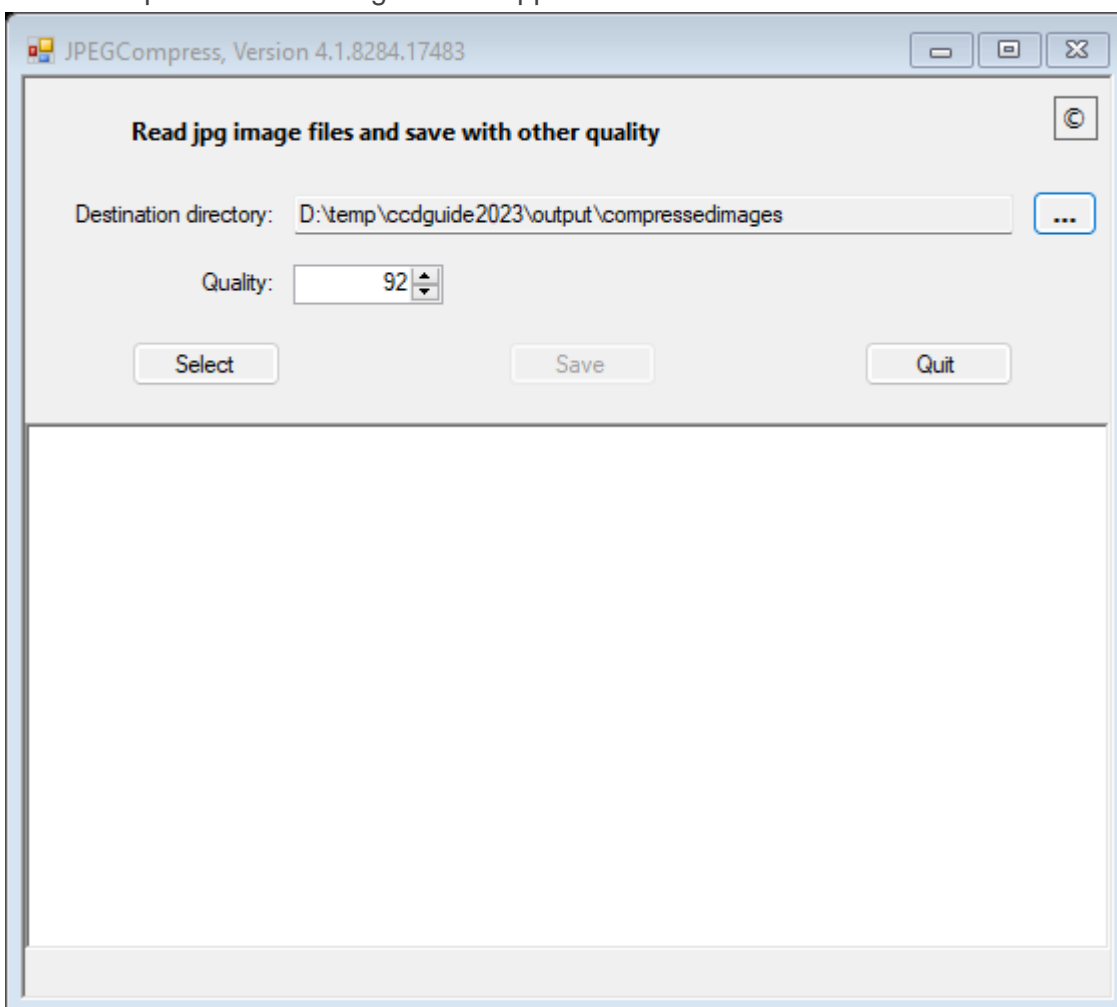 JPEGCompress, Version 4.1.8284.17483
Read jpg image files and save with other quality
©
Destination directory: D:\temp\ccdguide2023\output\compressedimages ...
Quality: 92
Select Save Quit